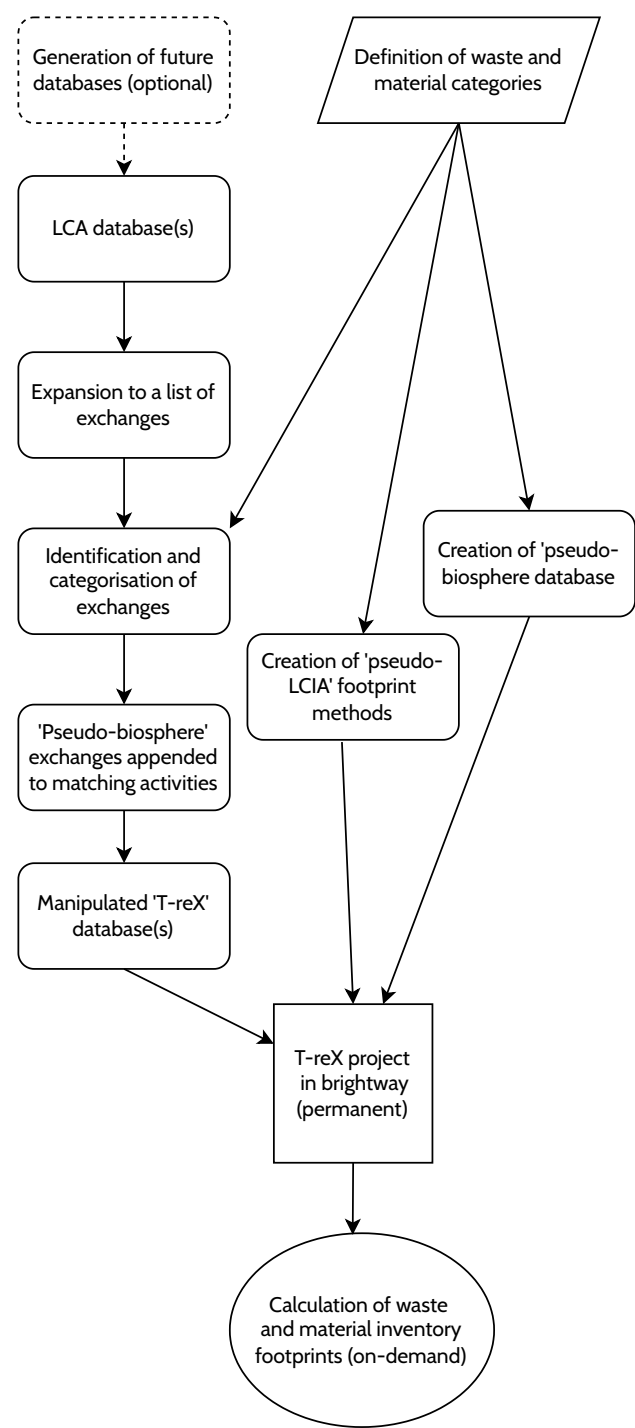 Generation of future
databases (optional)
Definition of waste and
material categories
LCA database(s)
Expansion to a list of
exchanges
Identification and
categorisation of
exchanges
Creation of 'pseudo-
biosphere database
Creation of 'pseudo-
LCIA' footprint
methods
'Pseudo-biosphere'
exchanges appended
to matching activities
Manipulated 'T-reX'
database(s)
T-reX project
in brightway
(permanent)
Calculation of waste
and material inventory
footprints (on-demand)